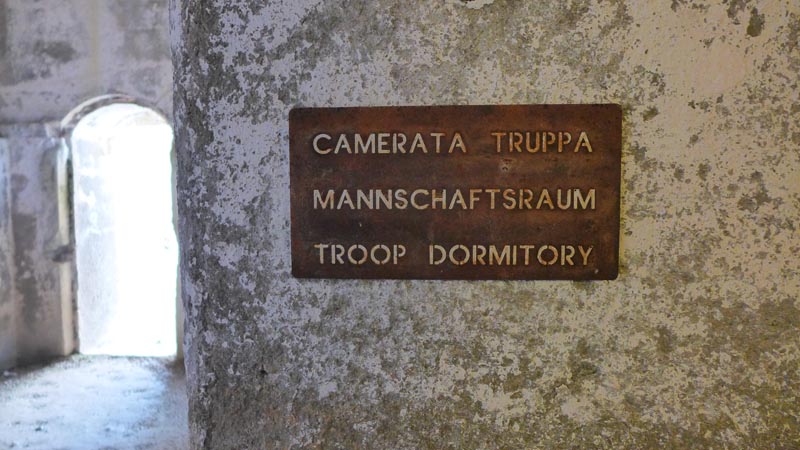 CAMERATA TRUPPA
MANNSCHAFTSRAUM
TROOP DORMITORY